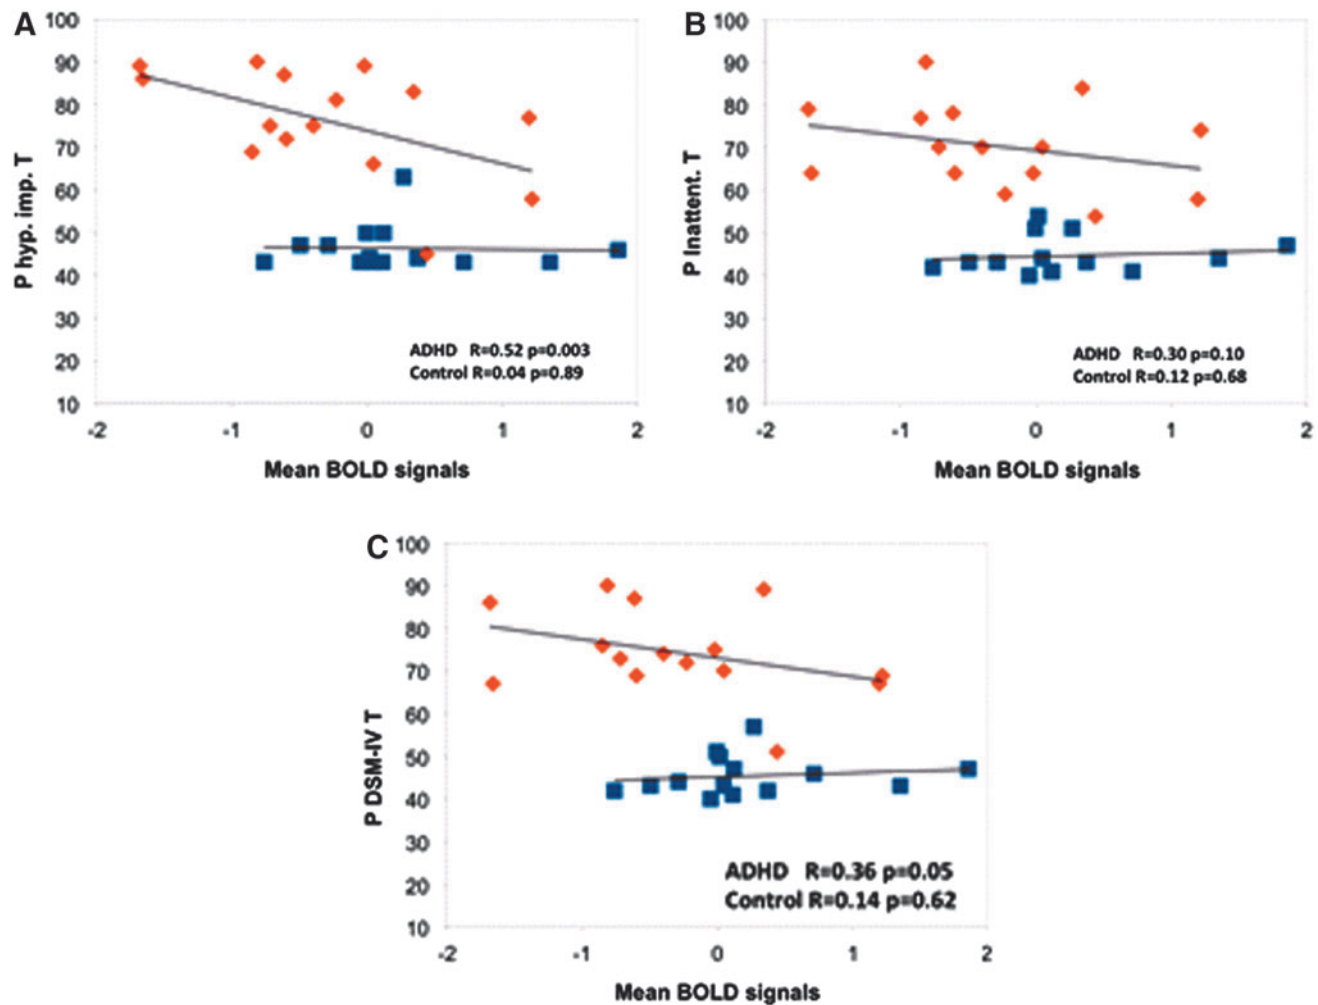 A
100
90
80
70
60
50
40
30
20
10
P hyp. imp. T
ADHD R=0.52 p=0.003
Control R=0.04 p=0.89
-2 -1 0 1 2
Mean BOLD signals
B
100
90
80
70
60
50
40
30
20
10
P Inattent. T
ADHD R=0.30 p=0.10
Control R=0.12 p=0.68
-2 -1 0 1 2
Mean BOLD signals
C
100
90
80
70
60
50
40
30
20
10
P DSM-IV T
ADHD R=0.36 p=0.05
Control R=0.14 p=0.62
-2 -1 0 1 2
Mean BOLD signals